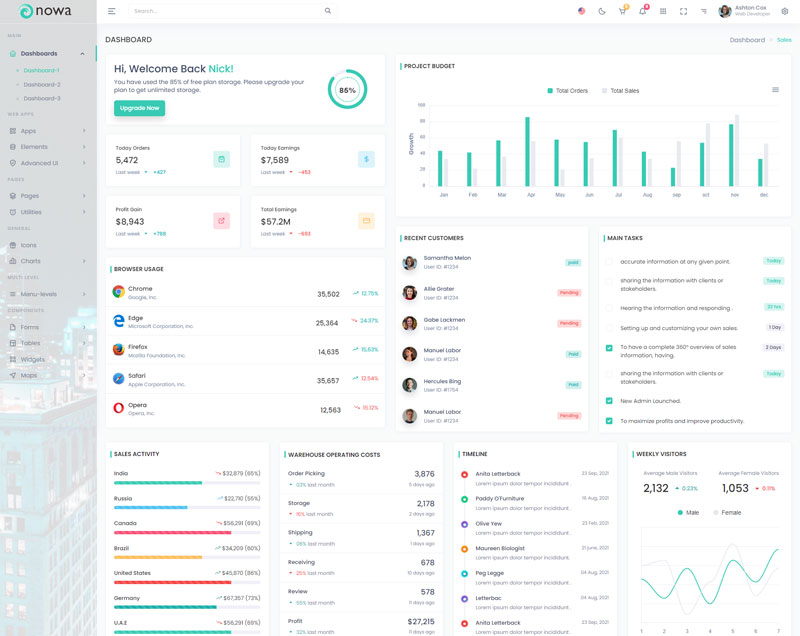 nowa
Search...
Ashton Cox
Web Developer
MAIN
Dashboards
Dashboard-1
Dashboard-2
Dashboard-3
WEB APPS
Apps
Elements
Advanced UI
PAGES
Pages
Utilities
GENERAL
Icons
Charts
MULTI LEVEL
Menu-levels
COMPONENTS
Forms
Tables
Widgets
Maps
DASHBOARD
Dashboard
Sales
Hi, Welcome Back Nick!
You have used the 85% of free plan storage. Please upgrade your
plan to get unlimited storage.
Upgrade Now
85%
Today Orders
5,472
Last week +427
Today Earnings
$7,589
Last week -453
Profit Gain
$8,943
Last week +788
Total Earnings
$57.2M
Last week -693
PROJECT BUDGET
Total Orders Total Sales
Growth
100
80
60
40
20
0
Jan Feb Mar Apr May Jun Jul Aug sep oct nov dec
BROWSER USAGE
Chrome
Google, Inc.
35,502 12.75%
Edge
Microsoft Corporation, Inc.
25,364 24.37%
Firefox
Mozilla Foundation, Inc.
14,635 15.63%
Safari
Apple Corporation, Inc.
35,657 12.54%
Opera
Opera, Inc.
12,563 15.12%
RECENT CUSTOMERS
Samantha Melon
User ID: #1234
paid
Allie Grater
User ID: #1234
Pending
Gabe Lackmen
User ID: #1234
Pending
Manuel Labor
User ID: #1234
Paid
Hercules Bing
User ID: #1754
Paid
Manuel Labor
User ID: #1234
Pending
MAIN TASKS
accurate information at any given point. Today
sharing the information with clients or Today
stakeholders.
Hearing the information and responding . 22 hrs
Setting up and customizing your own sales. 1 Day
To have a complete 360° overview of sales 2 Days
information, having.
sharing the information with clients or Today
stakeholders.
New Admin Launched.
To maximize profits and improve productivity.
SALES ACTIVITY
India $32,879 (65%)
Russia $22,710 (55%)
Canada $56,291 (69%)
Brazil $34,209 (60%)
United States $45,870 (86%)
Germany $67,357 (73%)
U.A.E $56,291 (69%)
WAREHOUSE OPERATING COSTS
Order Picking 3,876
03% last month 5 days ago
Storage 2,178
16% last month 2 days ago
Shipping 1,367
06% last month 1 days ago
Receiving 678
25% last month 10 days ago
Review 578
55% last month 11 days ago
Profit $27,215
32% last month
TIMELINE
Anita Letterback 23 Sep, 2021
Lorem ipsum dolor tempor incididunt .
Paddy O'Furniture 16 Aug, 2021
Lorem ipsum dolor tempor incididunt .
Olive Yew 23 Feb, 2021
Lorem ipsum dolor tempor incididunt .
Maureen Biologist 21 june, 2021
Lorem ipsum dolor tempor incididunt .
Peg Legge 04 Aug, 2021
Lorem ipsum dolor tempor incididunt .
Letterbac 04 Aug, 2021
Lorem ipsum dolor tempor incididunt .
Anita Letterback
Lorem ipsum dolor tempor incididunt .
WEEKLY VISITORS
Average Male Visitors
2,132 0.23%
Average Female Visitors
1,053 0.11%
Male Female
1 2 3 4 5 6 7